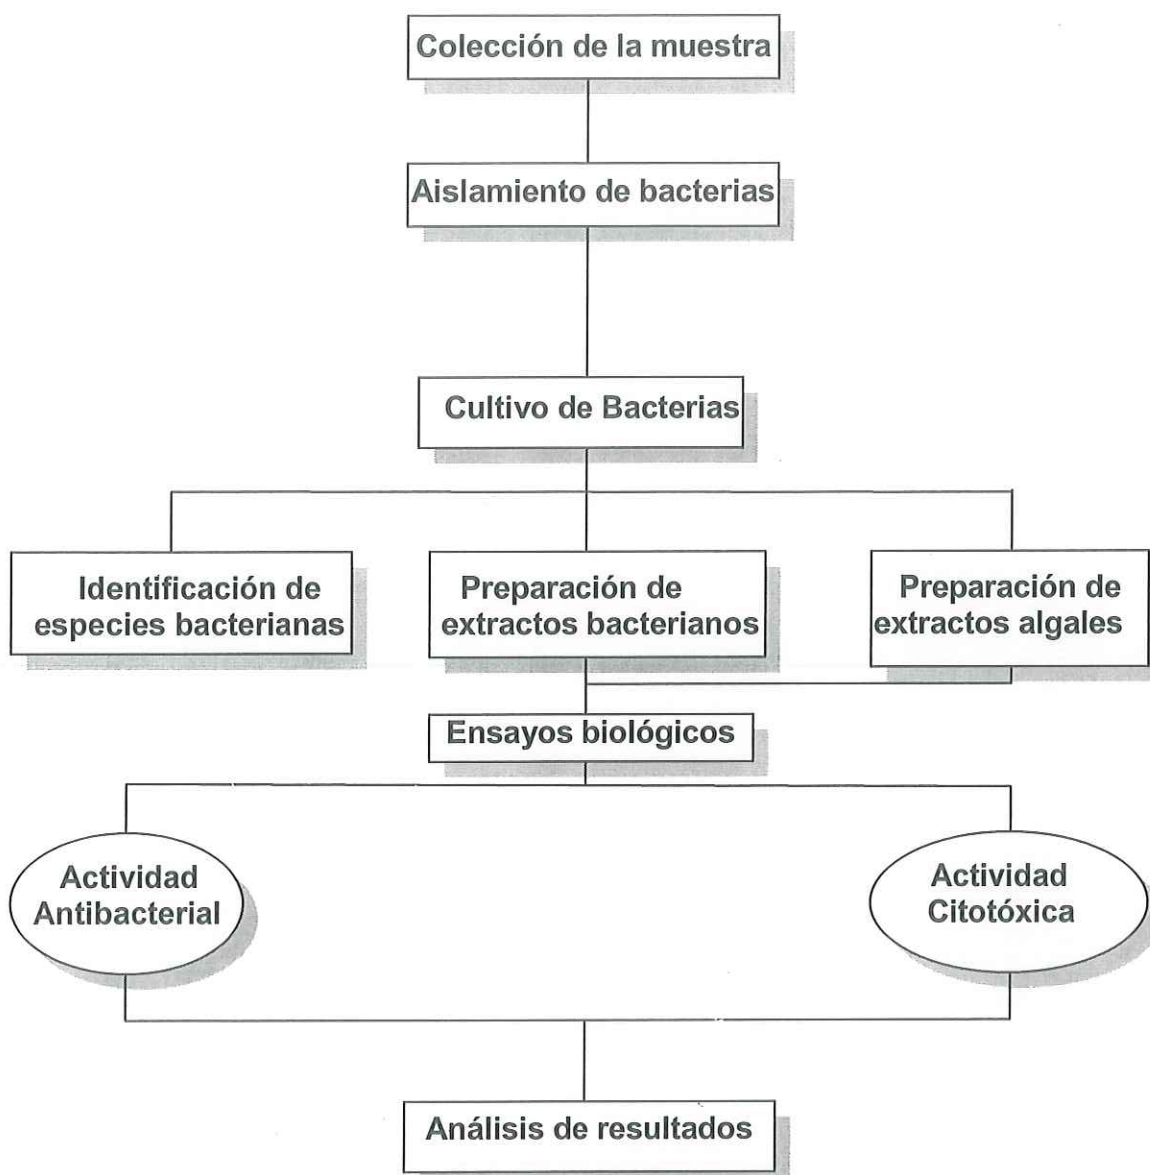 Colección de la muestra
Aislamiento de bacterias
Cultivo de Bacterias
Identificación de
especies bacterianas
Preparación de
extractos bacterianos
Preparación de
extractos algales
Ensayos biológicos
Actividad
Antibacterial
Actividad
Citotóxica
Análisis de resultados